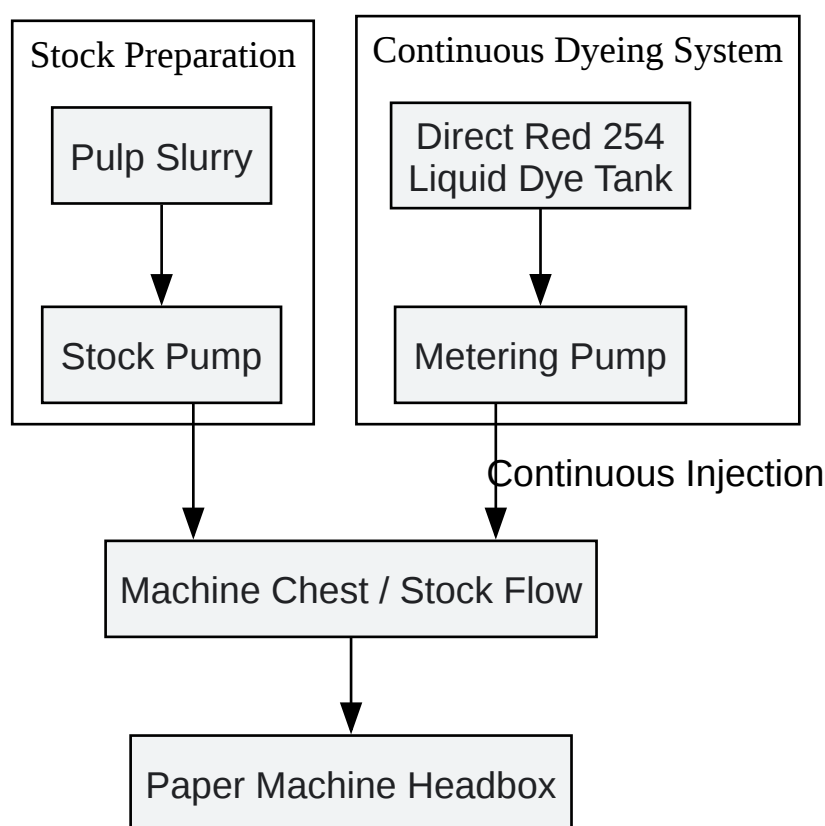 Stock Preparation
Continuous Dyeing System
Pulp Slurry
Direct Red 254
Liquid Dye Tank
Stock Pump
Metering Pump
Continuous Injection
Machine Chest / Stock Flow
Paper Machine Headbox